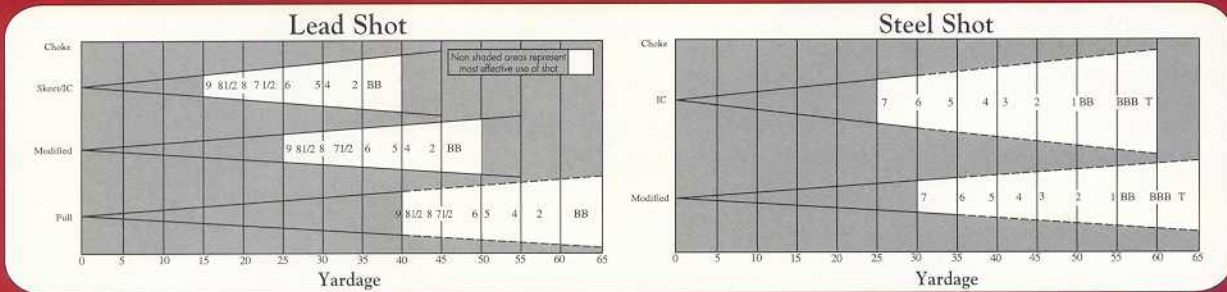 Lead Shot
Choke
Non shaded areas represent
most effective use of shot
Skeet/IC
9 81/2 8 7 1/2 6 5 4 2 BB
Modified
9 81/2 8 71/2 6 5 4 2 BB
Full
9 81/2 8 71/2 6 5 4 2 BB
0 5 10 15 20 25 30 35 40 45 50 55 60 65
Yardage
Steel Shot
Choke
IC
7 6 5 4 3 2 1 BB BBB T
Modified
7 6 5 4 3 2 1 BB BBB T
0 5 10 15 20 25 30 35 40 45 50 55 60 65
Yardage